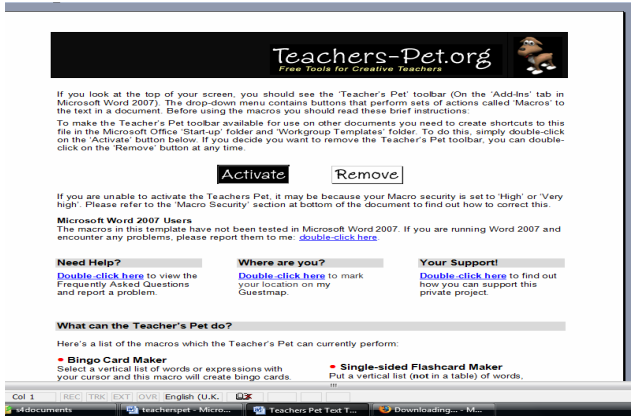 Teachers-Pet.org
Free Tools for Creative Teachers
If you look at the top of your screen, you should see the 'Teacher's Pet' toolbar (On the 'Add-Ins' tab in
Microsoft Word 2007). The drop-down menu contains buttons that perform sets of actions called 'Macros' to
the text in a document. Before using the macros you should read these brief instructions:
To make the Teacher's Pet toolbar available for use on other documents you need to create shortcuts to this
file in the Microsoft Office 'Start-up' folder and 'Workgroup Templates' folder. To do this, simply double-click
on the 'Activate' button below. If you decide you want to remove the Teacher's Pet toolbar, you can double-
click on the 'Remove' button at any time.
Activate Remove
If you are unable to activate the Teachers Pet, it may be because your Macro security is set to 'High' or 'Very
high'. Please refer to the 'Macro Security' section at bottom of the document to find out how to correct this.
Microsoft Word 2007 Users
The macros in this template have not been tested in Microsoft Word 2007. If you are running Word 2007 and
encounter any problems, please report them to me: double-click here.
Need Help?
Double-click here to view the
Frequently Asked Questions
and report a problem.
Where are you?
Double-click here to mark
your location on my
Guestmap.
Your Support!
Double-click here to find out
how you can support this
private project.
What can the Teacher's Pet do?
Here's a list of the macros which the Teacher's Pet can currently perform:
• Bingo Card Maker
Select a vertical list of words or expressions with
your cursor and this macro will create bingo cards.
• Single-sided Flashcard Maker
Put a vertical list (not in a table) of words,
Col 1 REC TRK EXT OVR English (U.K.
s4documents teacherspet - Micro... Teachers Pet Text T... Downloading... - M...